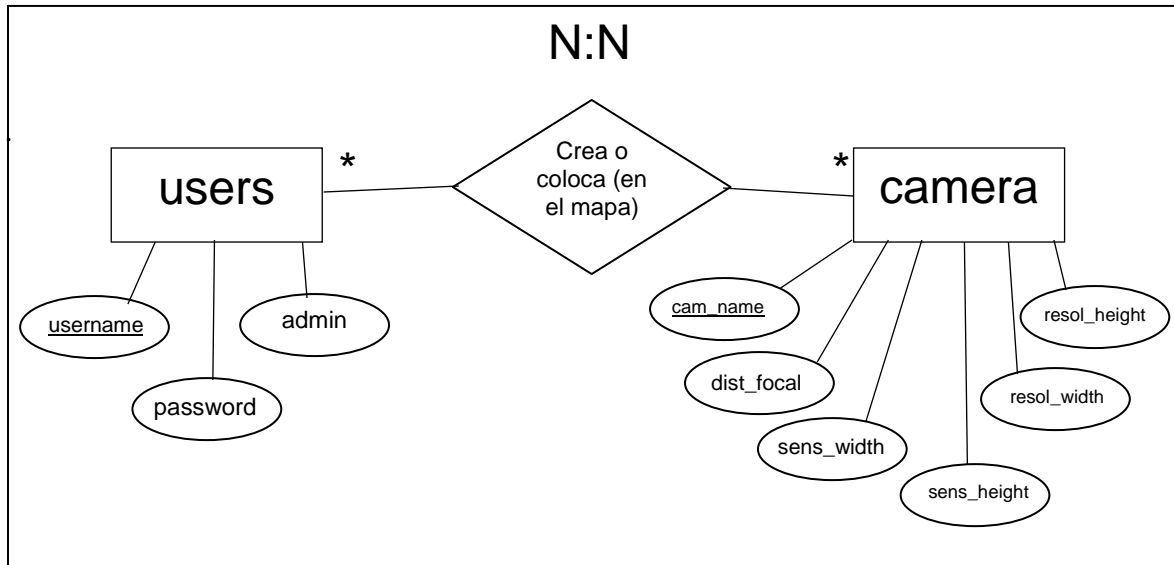 N:N
Crea o
coloca (en
el mapa)
*
*
users
camera
username
password
admin
cam_name
dist_focal
sens_width
sens_height
resol_width
resol_height